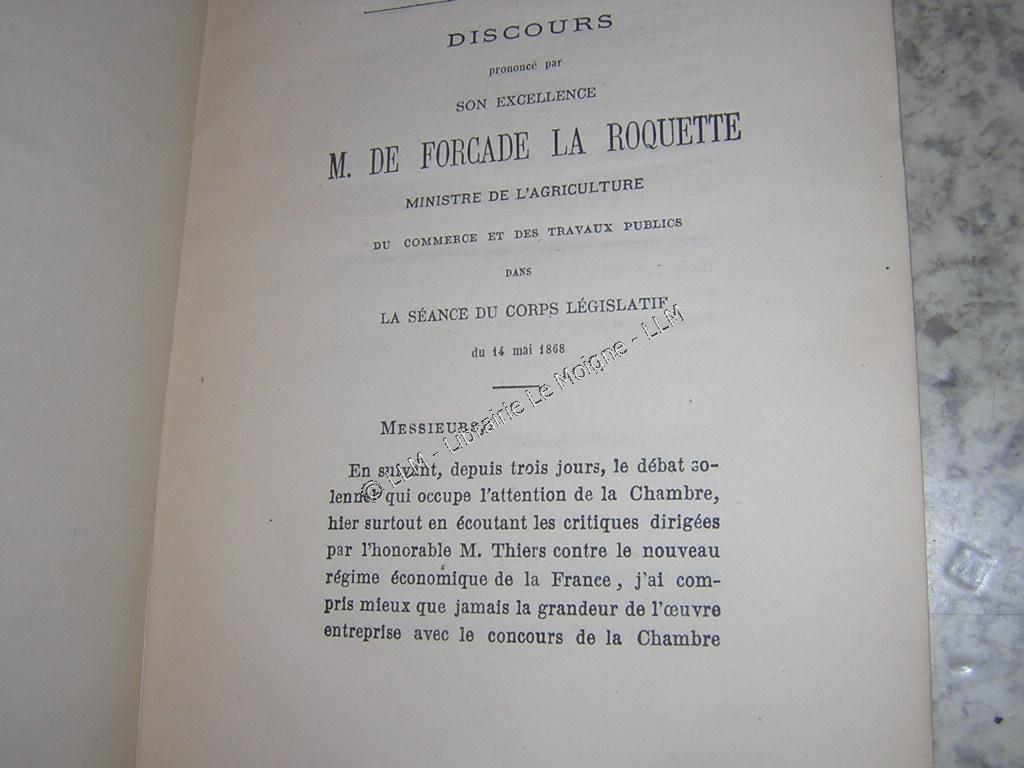 DISCOURS
prononcé par
SON EXCELLENCE
M. DE FORCADE LA ROQUETTE
MINISTRE DE L'AGRICULTURE
DU COMMERCE ET DES TRAVAUX PUBLICS
DANS
LA SÉANCE DU CORPS LÉGISLATIF
du 14 mai 1868
MESSIEURS,
En suivant, depuis trois jours, le débat so-
lennel qui occupe l'attention de la Chambre,
hier surtout en écoutant les critiques dirigées
par l'honorable M. Thiers contre le nouveau
régime économique de la France, j'ai com-
pris mieux que jamais la grandeur de l'œuvre
entreprise avec le concours de la Chambre
© LLM - Librairie Le Moigne - LLM